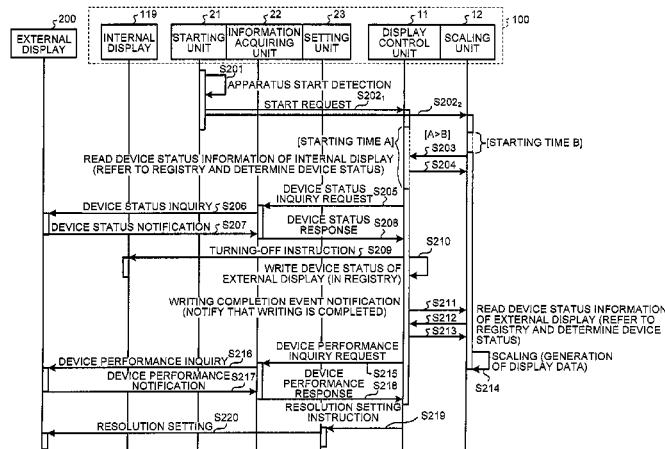 200 119 21 22 23 11 12 100
EXTERNAL DISPLAY
INTERNAL DISPLAY
STARTING UNIT
INFORMATION ACQUIRING UNIT
SETTING UNIT
DISPLAY CONTROL UNIT
SCALING UNIT
S201
APPARATUS START DETECTION
START REQUEST S202₁
S202₂
[STARTING TIME A]
[A>B]
[STARTING TIME B]
S203
READ DEVICE STATUS INFORMATION OF INTERNAL DISPLAY
(REFER TO REGISTRY AND DETERMINE DEVICE STATUS)
S204
DEVICE STATUS INQUIRY REQUEST S205
DEVICE STATUS INQUIRY S206
DEVICE STATUS NOTIFICATION S207
DEVICE STATUS RESPONSE S208
TURNING-OFF INSTRUCTION S209
S210
WRITE DEVICE STATUS OF EXTERNAL DISPLAY (IN REGISTRY)
WRITING COMPLETION EVENT NOTIFICATION
(NOTIFY THAT WRITING IS COMPLETED)
S211
S212
S213
READ DEVICE STATUS INFORMATION
OF EXTERNAL DISPLAY (REFER TO
REGISTRY AND DETERMINE DEVICE
STATUS)
SCALING (GENERATION
OF DISPLAY DATA)
S214
DEVICE PERFORMANCE INQUIRY REQUEST
S215
DEVICE PERFORMANCE INQUIRY S216
DEVICE PERFORMANCE NOTIFICATION S217
DEVICE PERFORMANCE RESPONSE S218
RESOLUTION SETTING INSTRUCTION S219
RESOLUTION SETTING S220